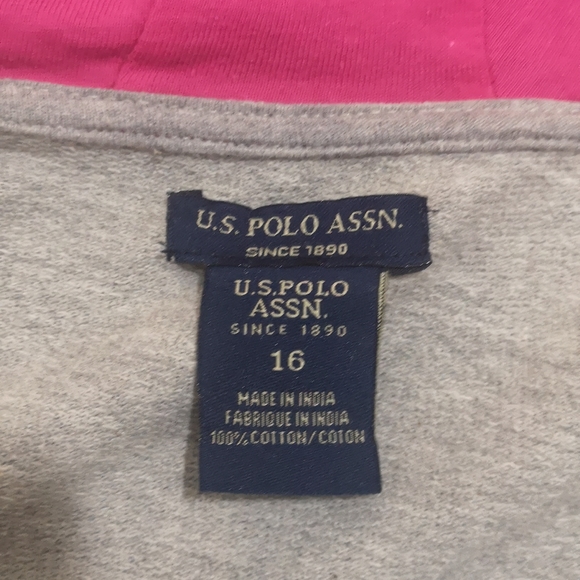 U.S. POLO ASSN.
SINCE 1890
U.S.POLO
ASSN.
SINCE 1890
16
MADE IN INDIA
FABRIQUE IN INDIA
100% COTTON/COTON